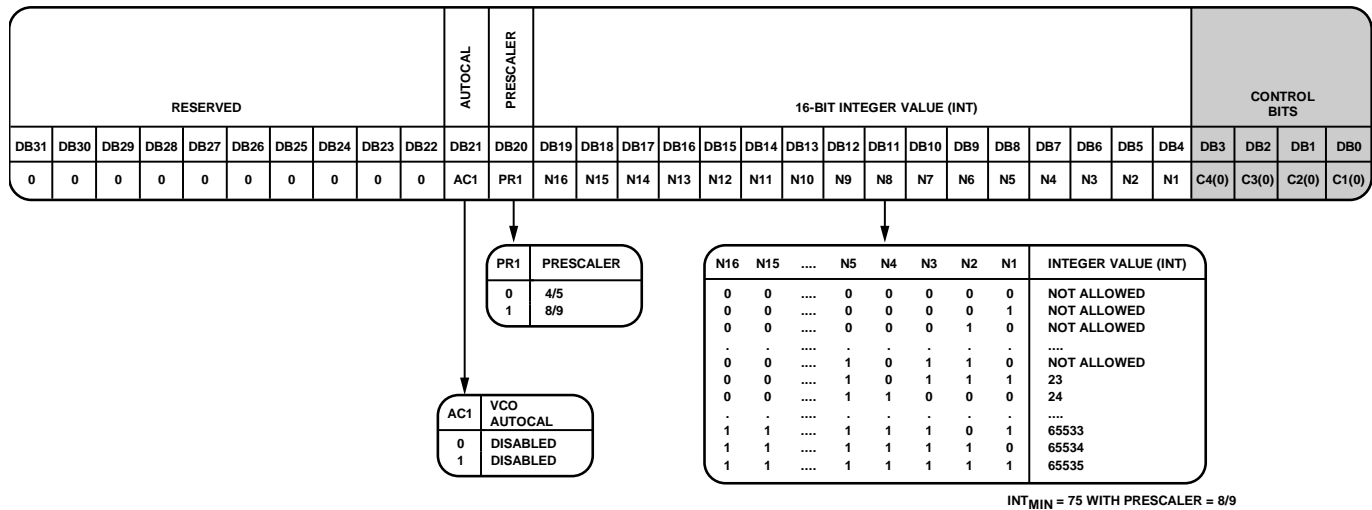 RESERVED
AUTOCAL
PRESCALER
16-BIT INTEGER VALUE (INT)
CONTROL
BITS
DB31 DB30 DB29 DB28 DB27 DB26 DB25 DB24 DB23 DB22 DB21 DB20 DB19 DB18 DB17 DB16 DB15 DB14 DB13 DB12 DB11 DB10 DB9 DB8 DB7 DB6 DB5 DB4 DB3 DB2 DB1 DB0
0 0 0 0 0 0 0 0 0 0 AC1 PR1 N16 N15 N14 N13 N12 N11 N10 N9 N8 N7 N6 N5 N4 N3 N2 N1 C4(0) C3(0) C2(0) C1(0)
PR1 PRESCALER
0 4/5
1 8/9
AC1 VCO
AUTOCAL
0 DISABLED
1 DISABLED
N16 N15 .... N5 N4 N3 N2 N1 INTEGER VALUE (INT)
0 0 .... 0 0 0 0 0 NOT ALLOWED
0 0 .... 0 0 0 0 1 NOT ALLOWED
0 0 .... 0 0 0 1 0 NOT ALLOWED
. . .... . . . . . ....
0 0 .... 1 0 1 1 0 NOT ALLOWED
0 0 .... 1 0 1 1 1 23
0 0 .... 1 1 0 0 0 24
. . .... . . . . . ....
1 1 .... 1 1 1 0 1 65533
1 1 .... 1 1 1 1 0 65534
1 1 .... 1 1 1 1 1 65535
INTMIN = 75 WITH PRESCALER = 8/9